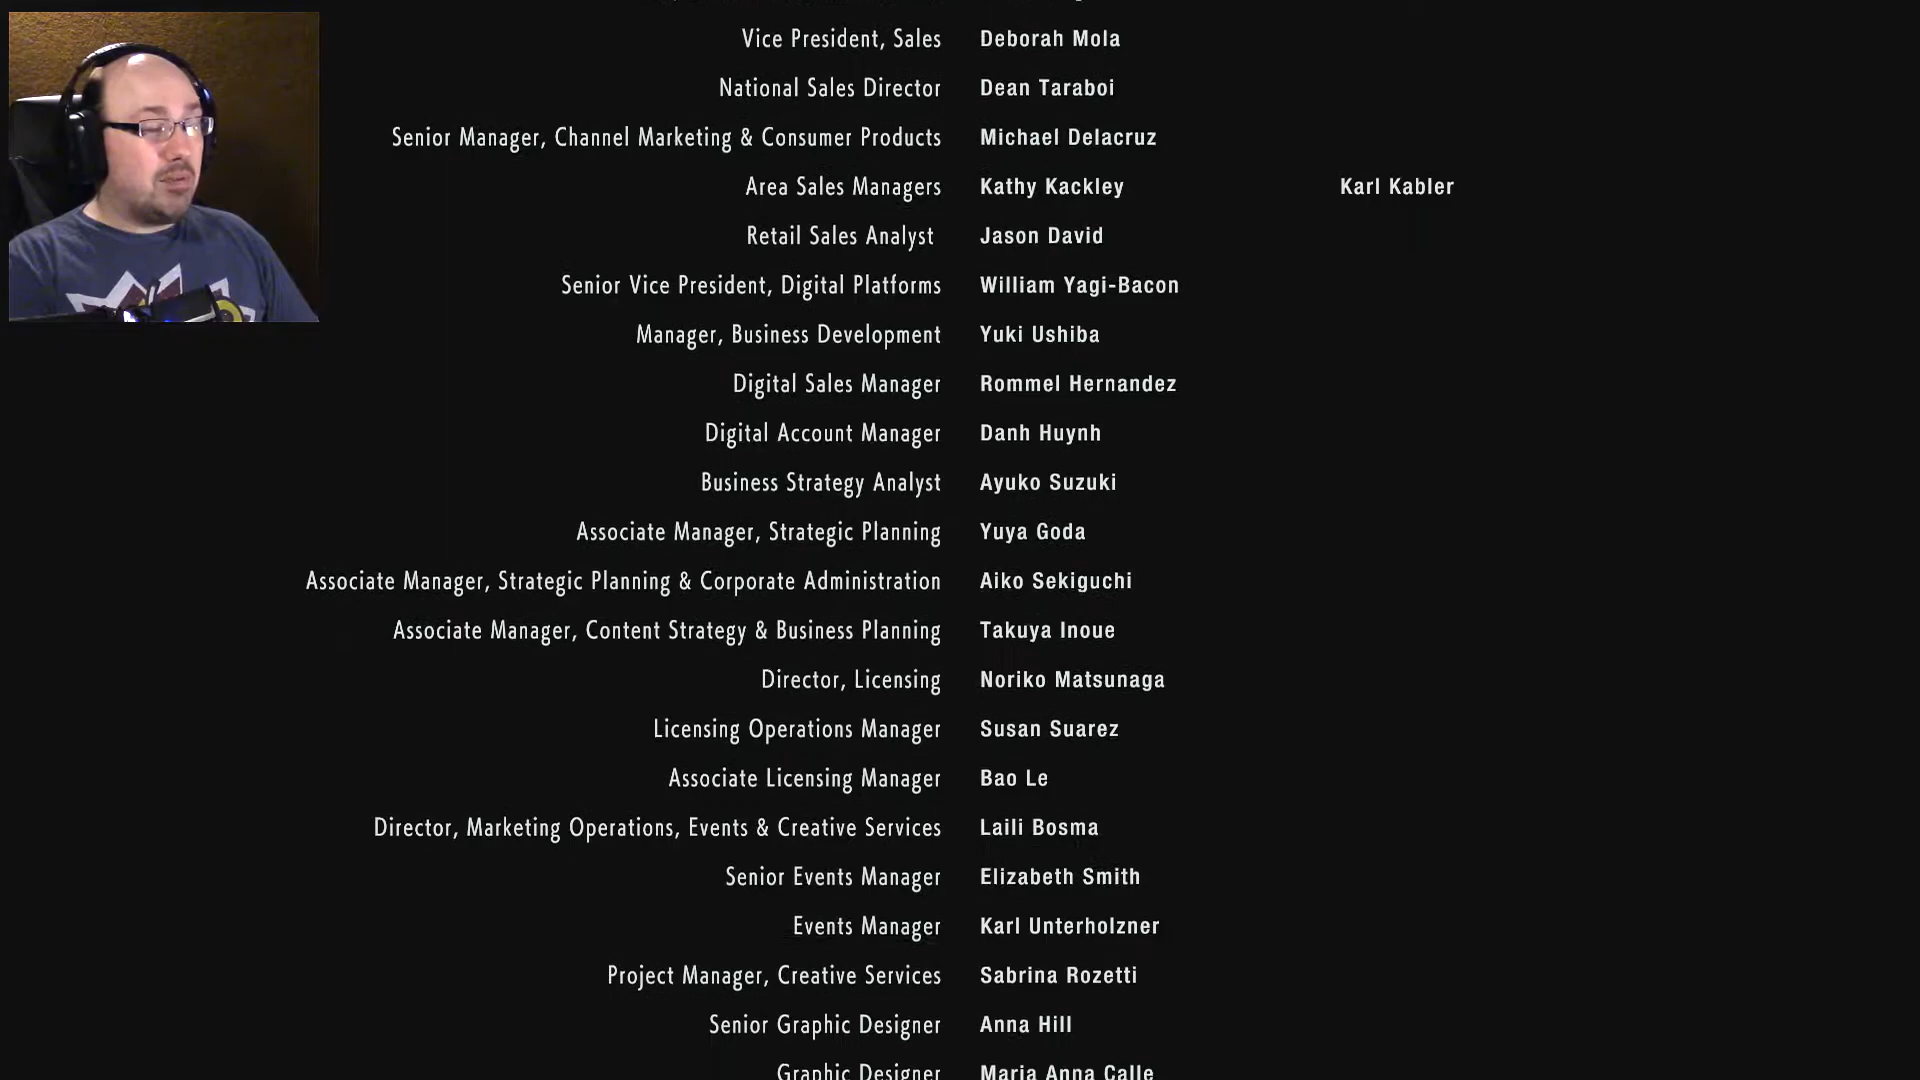 Vice President, Sales Deborah Mola
National Sales Director Dean Taraboi
Senior Manager, Channel Marketing & Consumer Products Michael Delacruz
Area Sales Managers Kathy Kackley Karl Kabler
Retail Sales Analyst Jason David
Senior Vice President, Digital Platforms William Yagi-Bacon
Manager, Business Development Yuki Ushiba
Digital Sales Manager Rommel Hernandez
Digital Account Manager Danh Huynh
Business Strategy Analyst Ayuko Suzuki
Associate Manager, Strategic Planning Yuya Goda
Associate Manager, Strategic Planning & Corporate Administration Aiko Sekiguchi
Associate Manager, Content Strategy & Business Planning Takuya Inoue
Director, Licensing Noriko Matsunaga
Licensing Operations Manager Susan Suarez
Associate Licensing Manager Bao Le
Director, Marketing Operations, Events & Creative Services Laili Bosma
Senior Events Manager Elizabeth Smith
Events Manager Karl Unterholzner
Project Manager, Creative Services Sabrina Rozetti
Senior Graphic Designer Anna Hill
Graphic Designer Maria Anna Calle